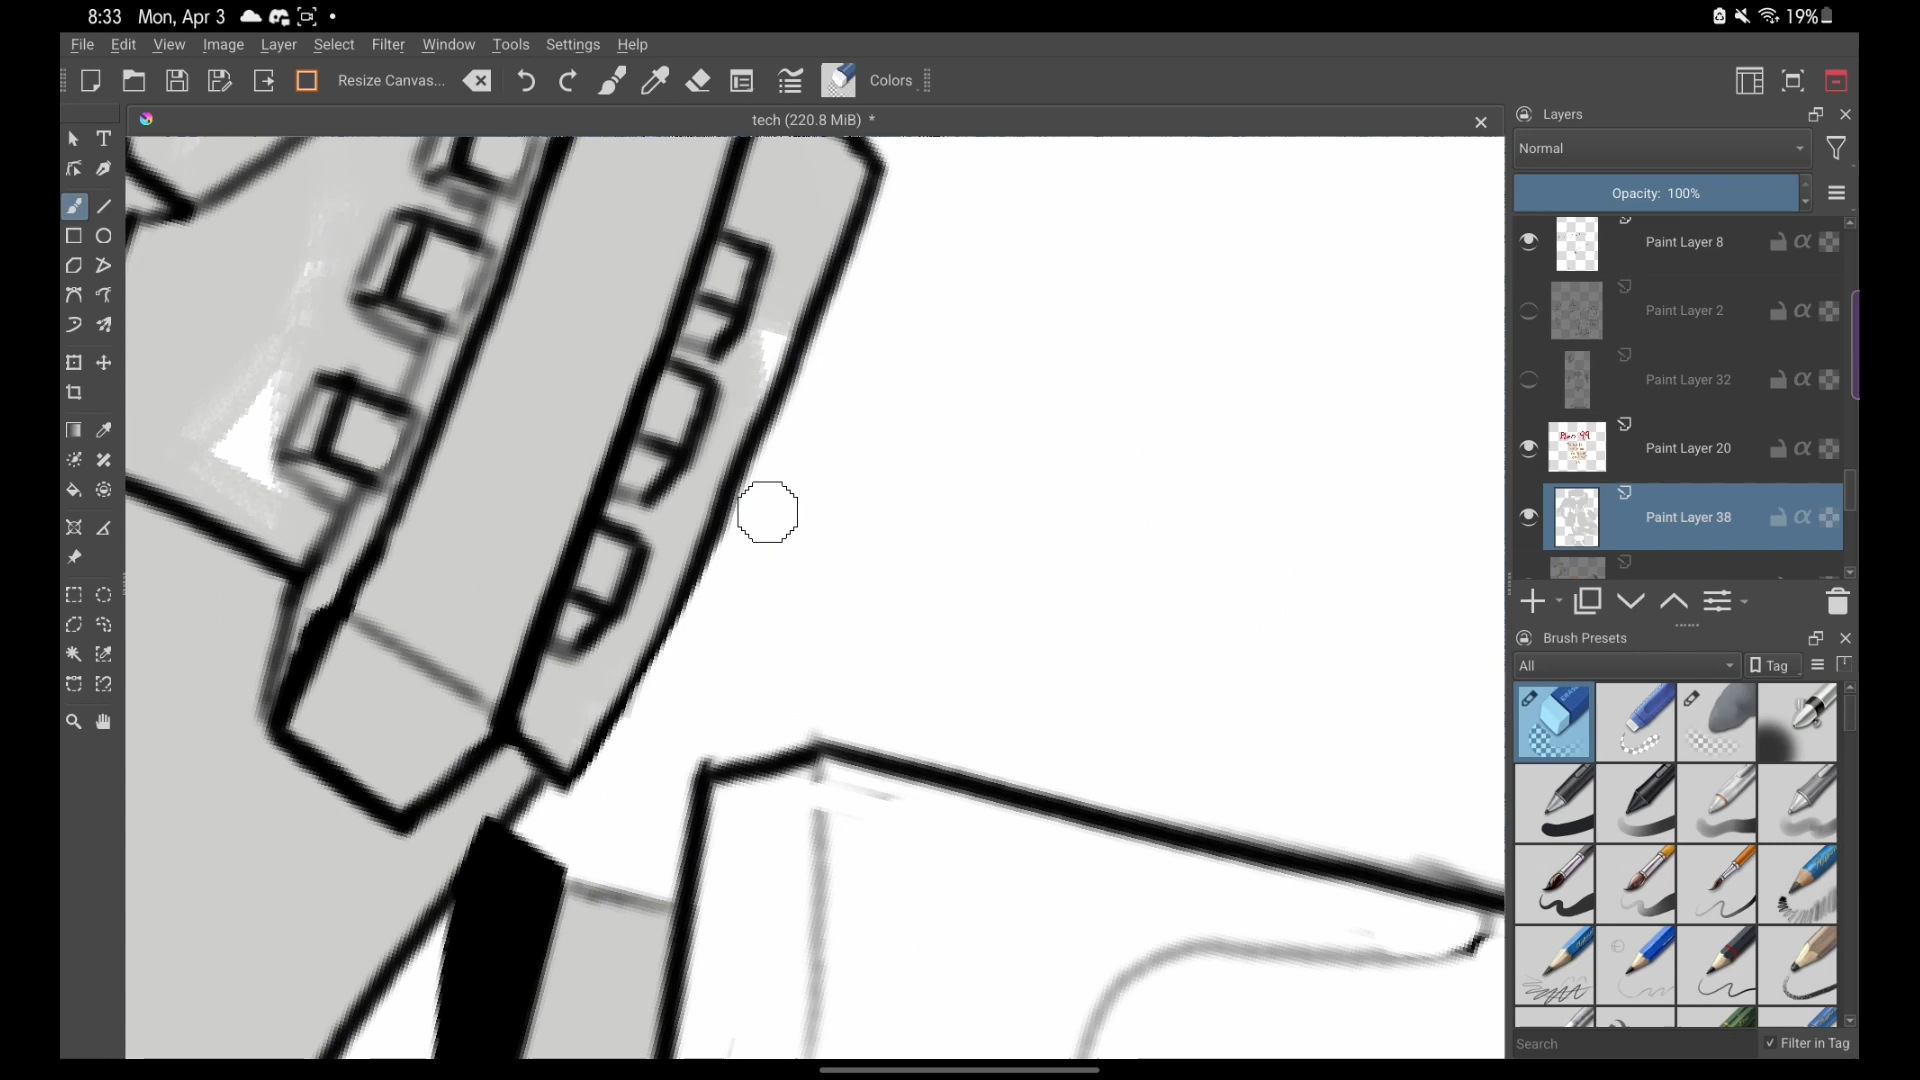 8:33 Mon, Apr 3
19%
File Edit View Image Layer Select Filter Window Tools Settings Help
Resize Canvas...
Colors
tech (220.8 MiB) *
Layers
Normal
Opacity: 100%
Paint Layer 8
Paint Layer 2
Paint Layer 32
Paint Layer 20
Paint Layer 38
Brush Presets
All
Tag
Search
Filter in Tag